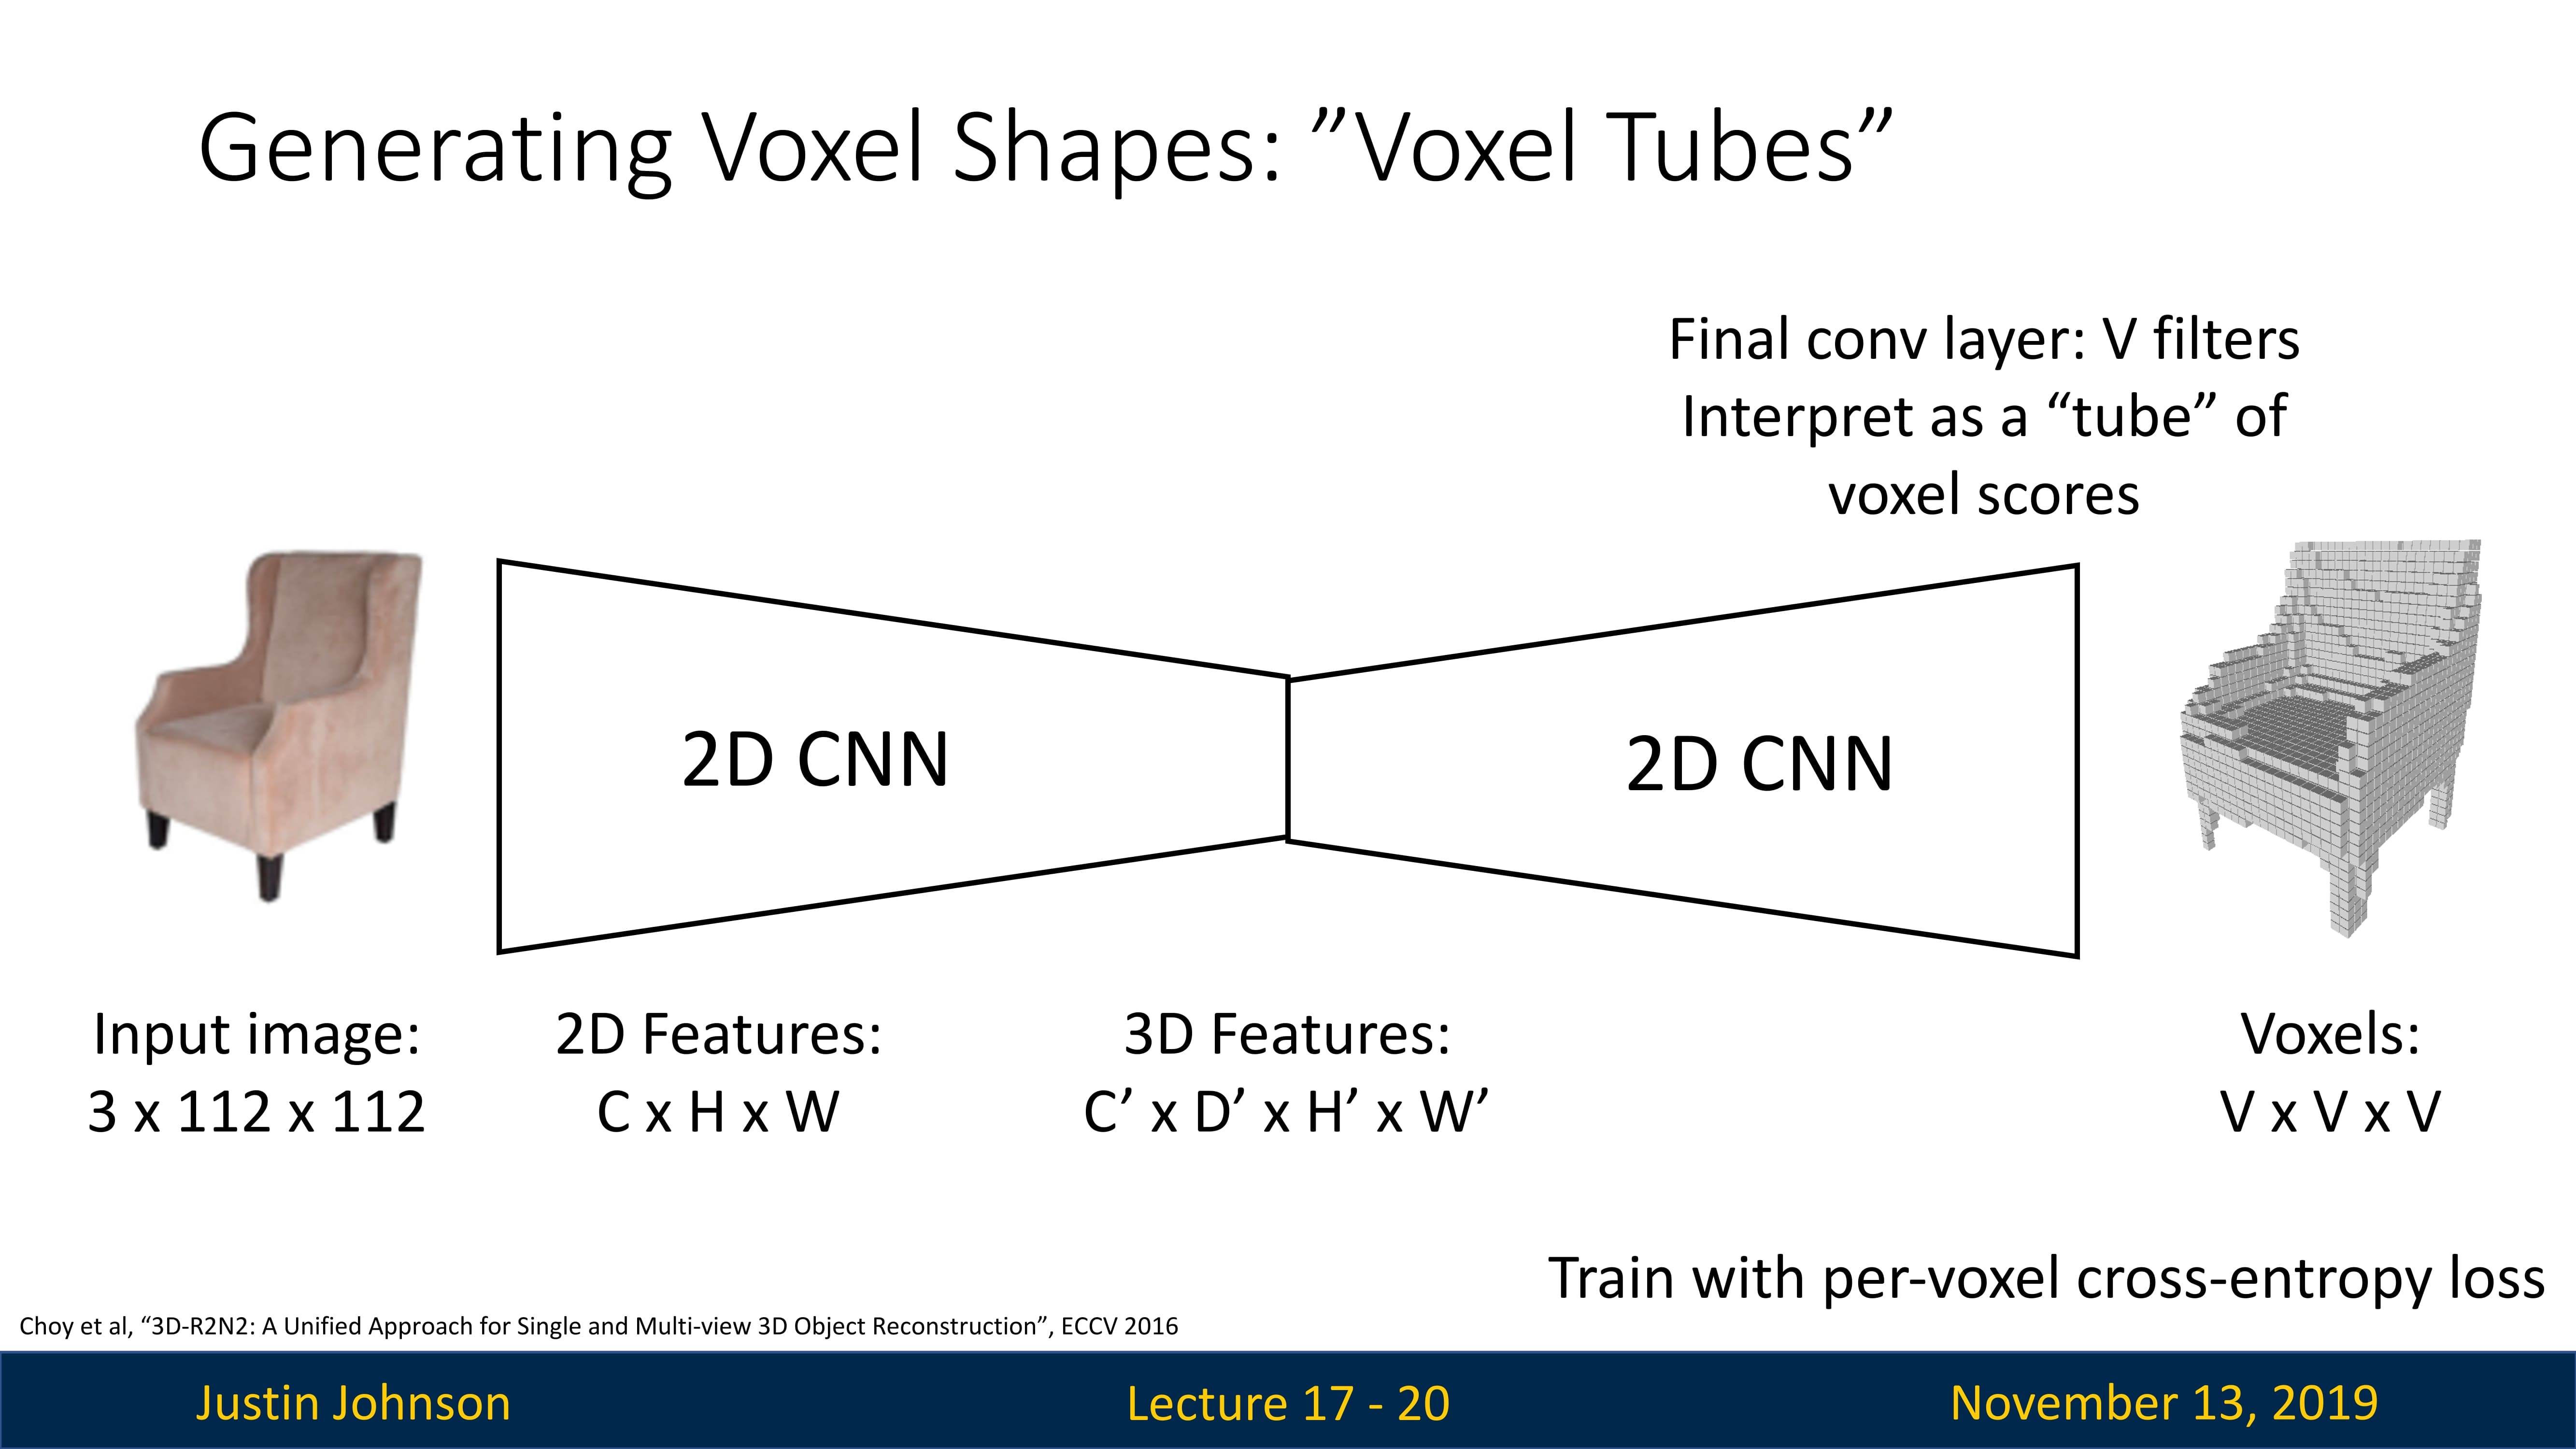 Generating Voxel Shapes: ”Voxel Tubes”
Final conv layer: V filters
Interpret as a “tube” of
voxel scores
2D CNN
2D CNN
Input image:
3 x 112 x 112
2D Features:
C x H x W
3D Features:
C’ x D’ x H’ x W’
Voxels:
V x V x V
Train with per-voxel cross-entropy loss
Choy et al, “3D-R2N2: A Unified Approach for Single and Multi-view 3D Object Reconstruction”, ECCV 2016
Justin Johnson
Lecture 17 - 20
November 13, 2019